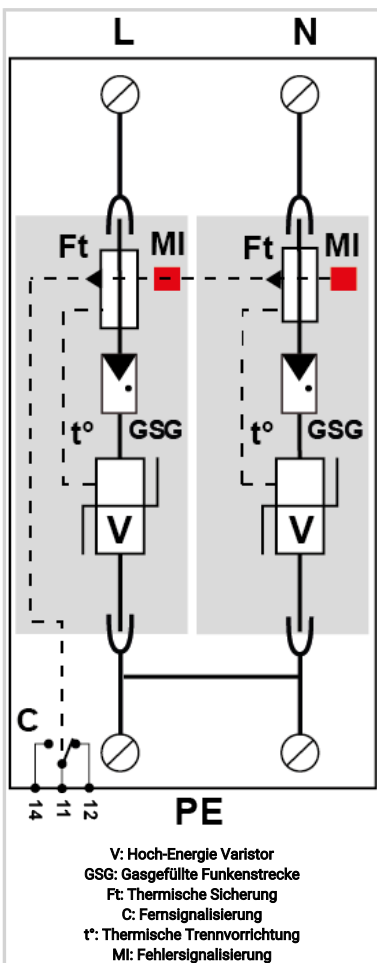 L N
Ft MI Ft MI
t° GSG t° GSG
V V
C
14 11 12
PE
V: Hoch-Energie Varistor
GSG: Gasgefüllte Funkenstrecke
Ft: Thermische Sicherung
C: Fernsignalisierung
t°: Thermische Trennvorrichtung
MI: Fehlersignalisierung